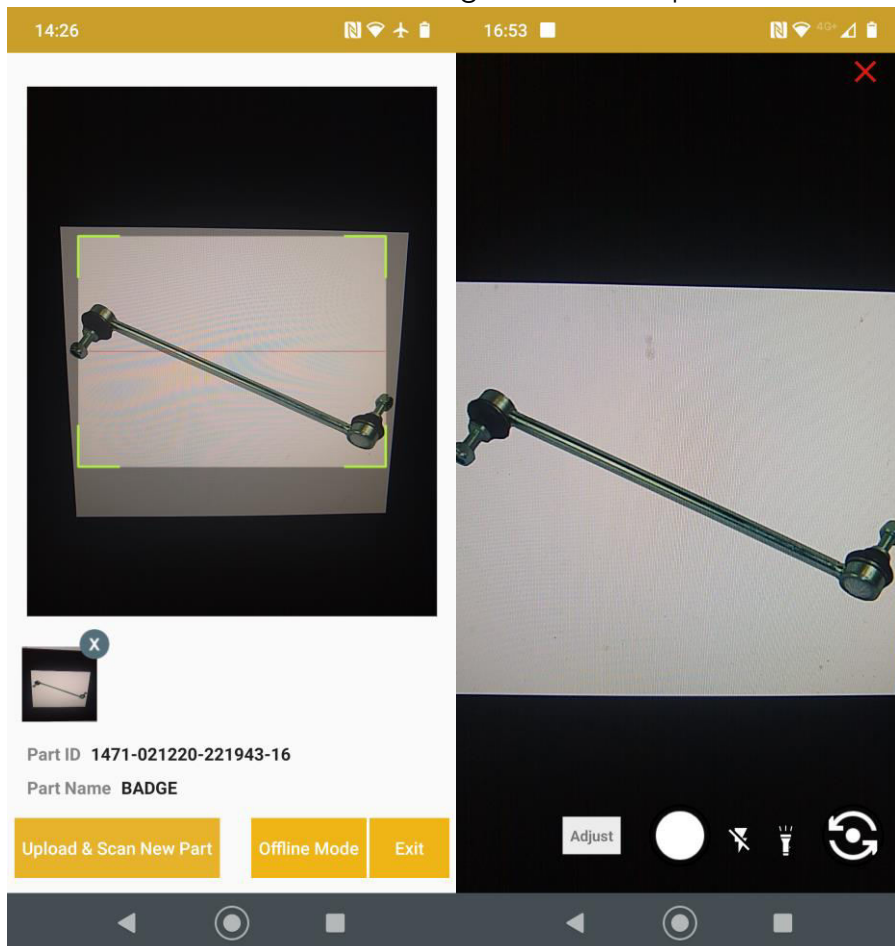 14:26
16:53
4G+
X
Part ID 1471-021220-221943-16
Part Name BADGE
Upload & Scan New Part
Offline Mode
Exit
Adjust